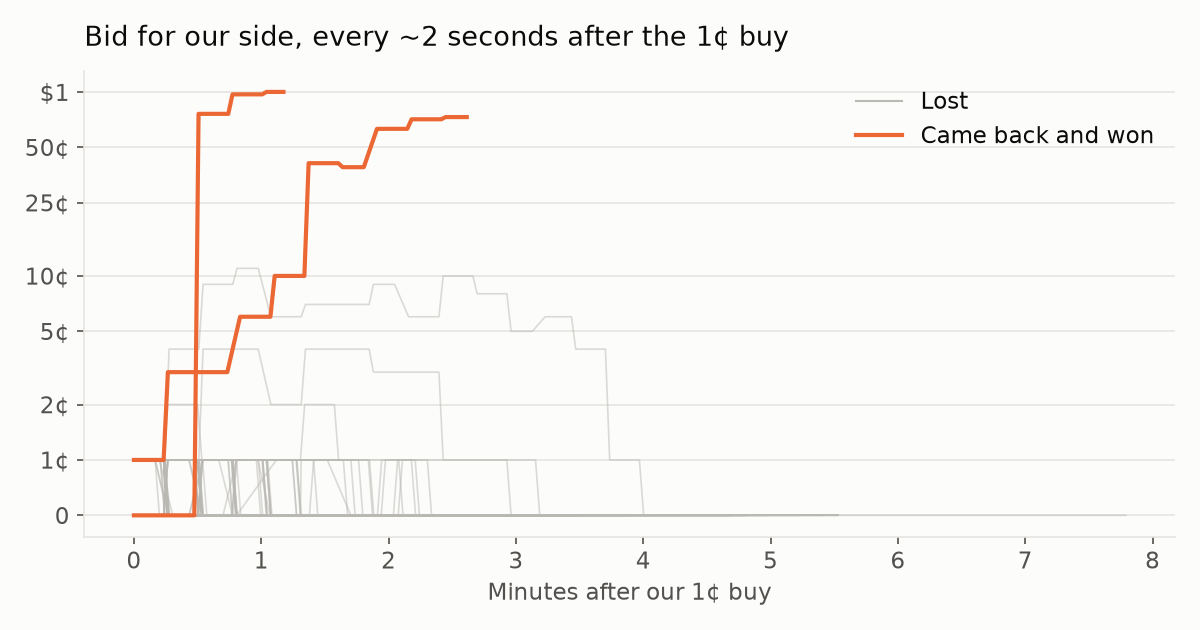 Bid for our side, every ~2 seconds after the 1¢ buy
$1
50¢
25¢
10¢
5¢
2¢
1¢
0
Lost
Came back and won
0 1 2 3 4 5 6 7 8
Minutes after our 1¢ buy